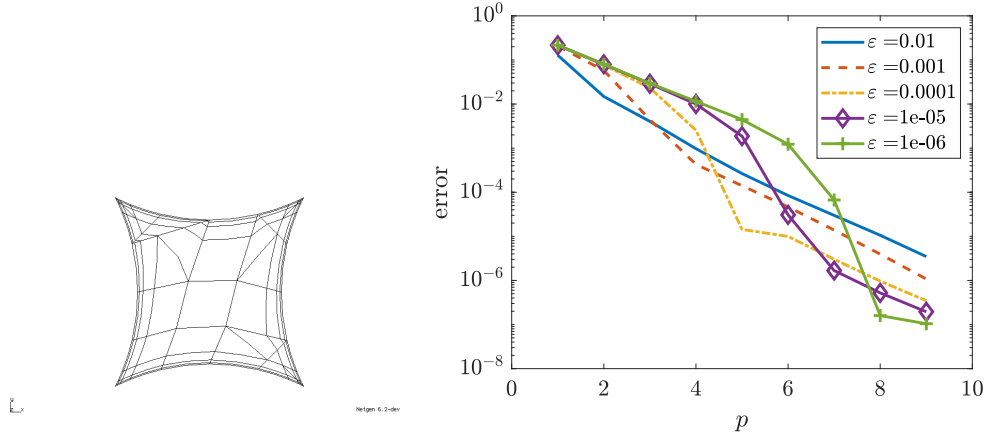 Y
Z X
Netgen 6.2-dev
10^0
10^-2
10^-4
10^-6
10^-8
error
0 2 4 6 8 10
p
ε =0.01
ε =0.001
ε =0.0001
ε =1e-05
ε =1e-06